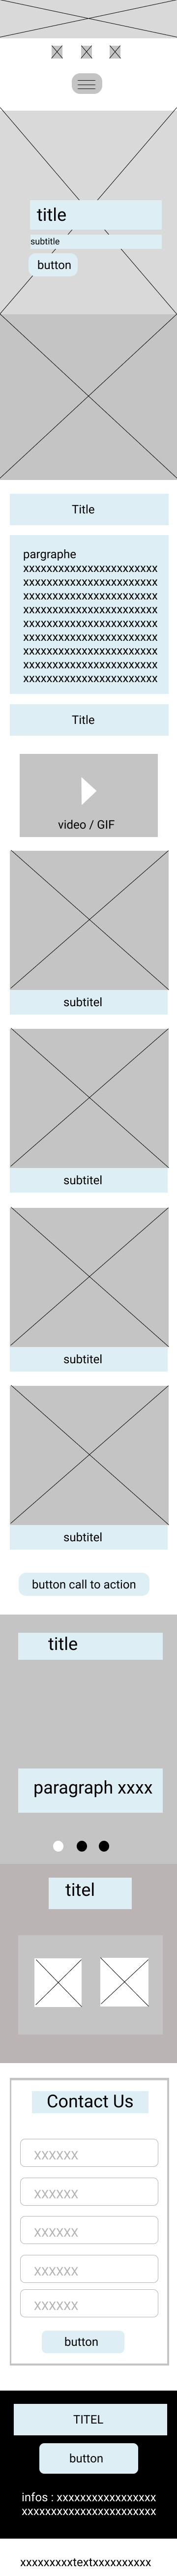 title
subtitle
button
Title
pargraphe
xxxxxxxxxxxxxxxxxxxxxxx
xxxxxxxxxxxxxxxxxxxxxxx
xxxxxxxxxxxxxxxxxxxxxxx
xxxxxxxxxxxxxxxxxxxxxxx
xxxxxxxxxxxxxxxxxxxxxxx
xxxxxxxxxxxxxxxxxxxxxxx
xxxxxxxxxxxxxxxxxxxxxxx
xxxxxxxxxxxxxxxxxxxxxxx
xxxxxxxxxxxxxxxxxxxxxxx
Title
video / GIF
subtitel
subtitel
subtitel
subtitel
button call to action
title
paragraph xxxx
titel
Contact Us
xxxxxx
xxxxxx
xxxxxx
xxxxxx
xxxxxx
button
TITEL
button
infos : xxxxxxxxxxxxxxxxx
xxxxxxxxxxxxxxxxxxxxxxx
xxxxxxxxxtextxxxxxxxxxx